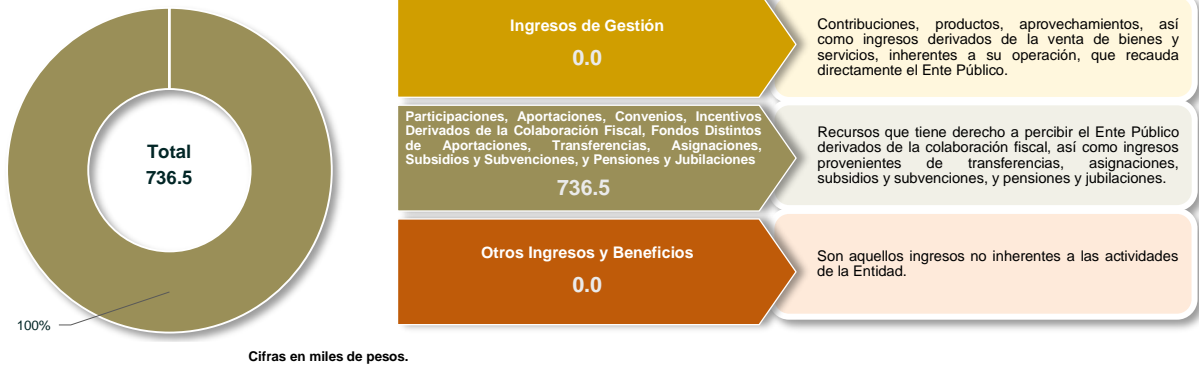 Total
736.5
100%
Ingresos de Gestión
0.0
Contribuciones, productos, aprovechamientos, así
como ingresos derivados de la venta de bienes y
servicios, inherentes a su operación, que recauda
directamente el Ente Público.
Participaciones, Aportaciones, Convenios, Incentivos
Derivados de la Colaboración Fiscal, Fondos Distintos
de Aportaciones, Transferencias, Asignaciones,
Subsidios y Subvenciones, y Pensiones y Jubilaciones
736.5
Recursos que tiene derecho a percibir el Ente Público
derivados de la colaboración fiscal, así como ingresos
provenientes de transferencias, asignaciones,
subsidios y subvenciones, y pensiones y jubilaciones.
Otros Ingresos y Beneficios
0.0
Son aquellos ingresos no inherentes a las actividades
de la Entidad.
Cifras en miles de pesos.